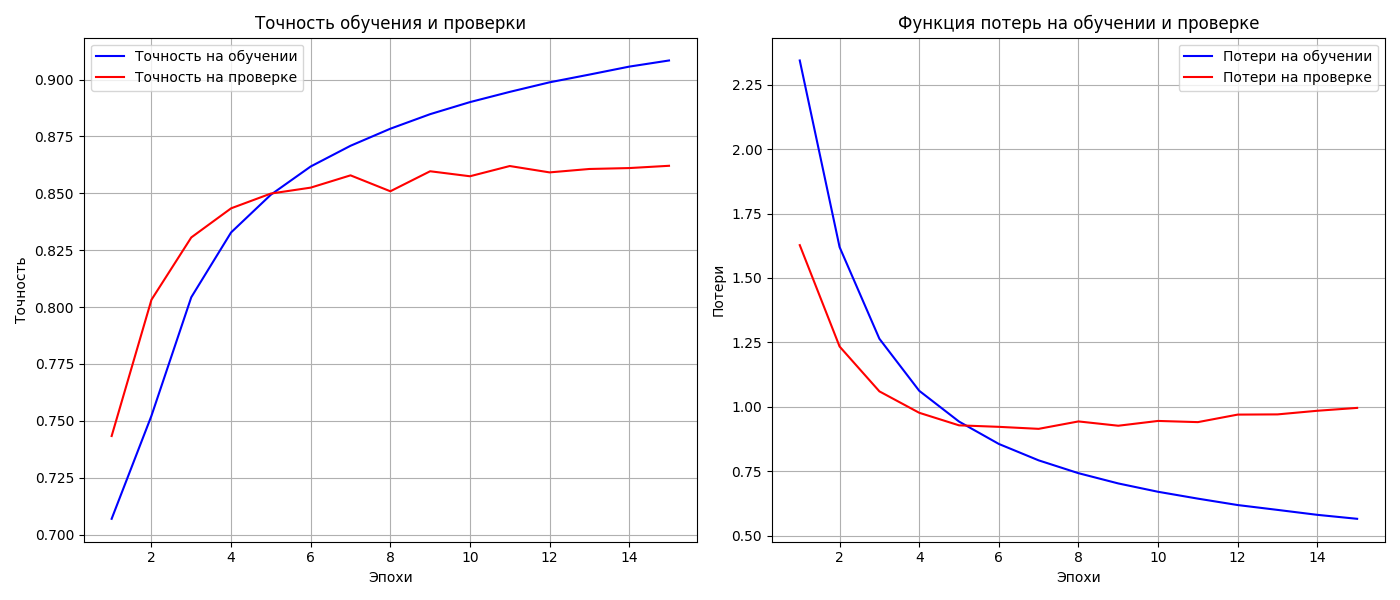 Точность обучения и проверки
Точность на обучении
Точность на проверке
0.900
0.875
0.850
0.825
0.800
0.775
0.750
0.725
0.700
Точность
2 4 6 8 10 12 14
Эпохи
Функция потерь на обучении и проверке
Потери на обучении
Потери на проверке
2.25
2.00
1.75
1.50
1.25
1.00
0.75
0.50
Потери
2 4 6 8 10 12 14
Эпохи